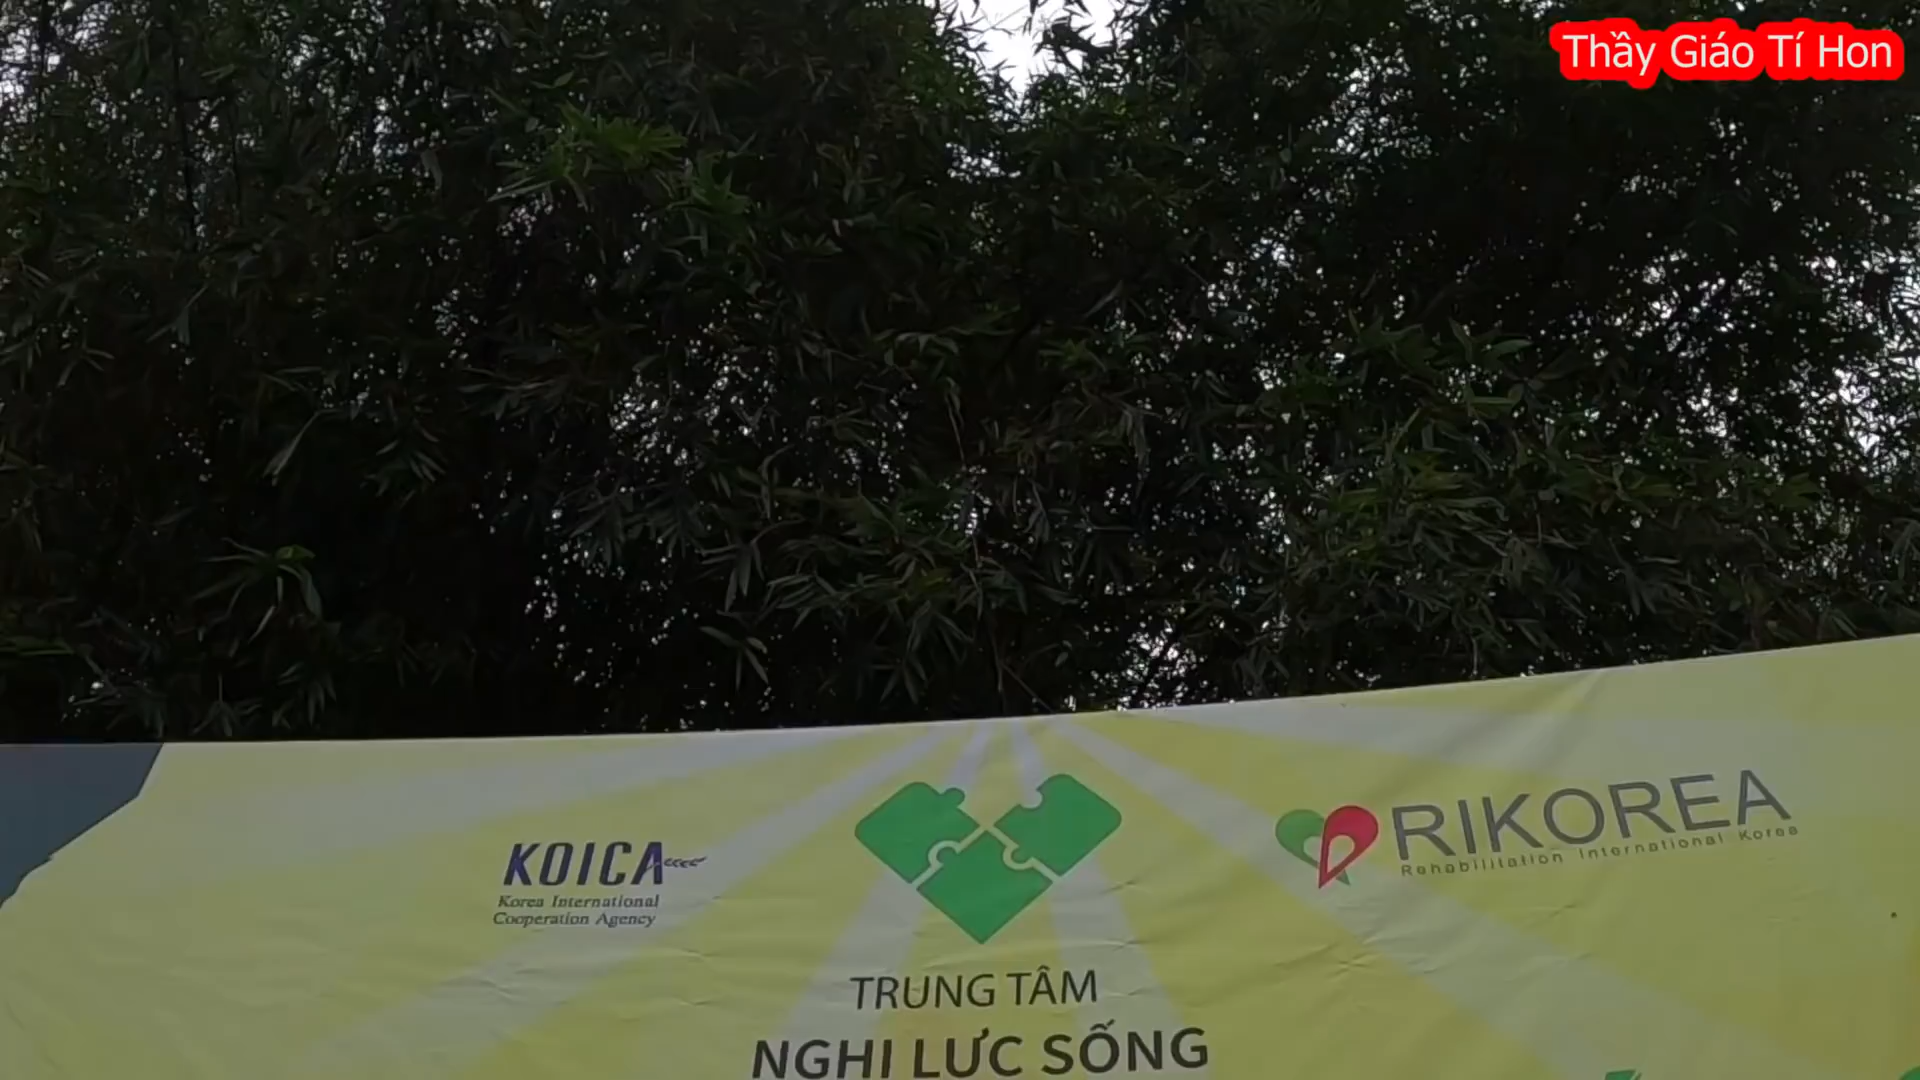 Thầy Giáo Tí Hon
KOICA
Korea International
Cooperation Agency
RIKOREA
Rehabilitation International Korea
TRUNG TÂM
NGHỊ LỰC SỐNG